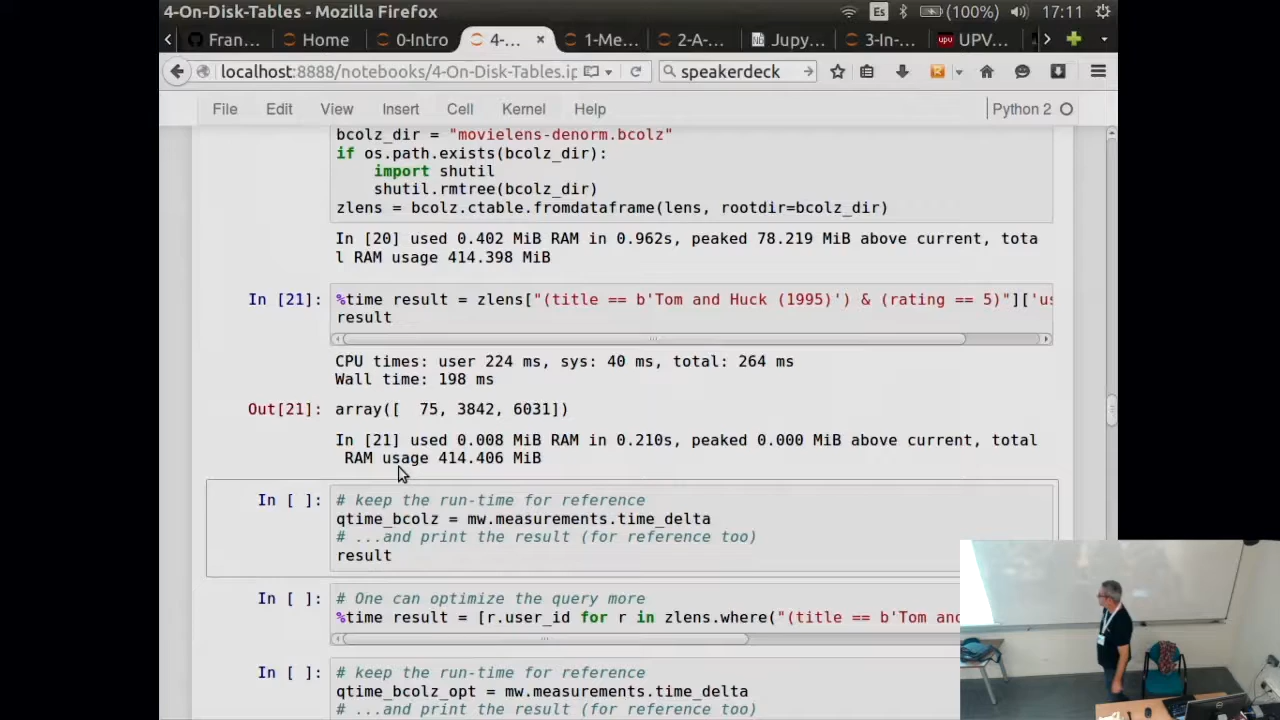 4-On-Disk-Tables - Mozilla Firefox
Es (100%) 17:11
Fran... Home 0-Intro 4-... 1-Me... 2-A-... Jupy... 3-In-... upv UPV...
localhost:8888/notebooks/4-On-Disk-Tables.ip speakerdeck
File Edit View Insert Cell Kernel Help Python 2
bcolz_dir = "movielens-denorm.bcolz"
if os.path.exists(bcolz_dir):
import shutil
shutil.rmtree(bcolz_dir)
zlens = bcolz.ctable.fromdataframe(lens, rootdir=bcolz_dir)
In [20] used 0.402 MiB RAM in 0.962s, peaked 78.219 MiB above current, tota
l RAM usage 414.398 MiB
In [21]: %time result = zlens["(title == b'Tom and Huck (1995)') & (rating == 5)"]['us
result
CPU times: user 224 ms, sys: 40 ms, total: 264 ms
Wall time: 198 ms
Out[21]: array([ 75, 3842, 6031])
In [21] used 0.008 MiB RAM in 0.210s, peaked 0.000 MiB above current, total
RAM usage 414.406 MiB
In [ ]: # keep the run-time for reference
qtime_bcolz = mw.measurements.time_delta
# ...and print the result (for reference too)
result
In [ ]: # One can optimize the query more
%time result = [r.user_id for r in zlens.where("(title == b'Tom and
In [ ]: # keep the run-time for reference
qtime_bcolz_opt = mw.measurements.time_delta
# ...and print the result (for reference too)